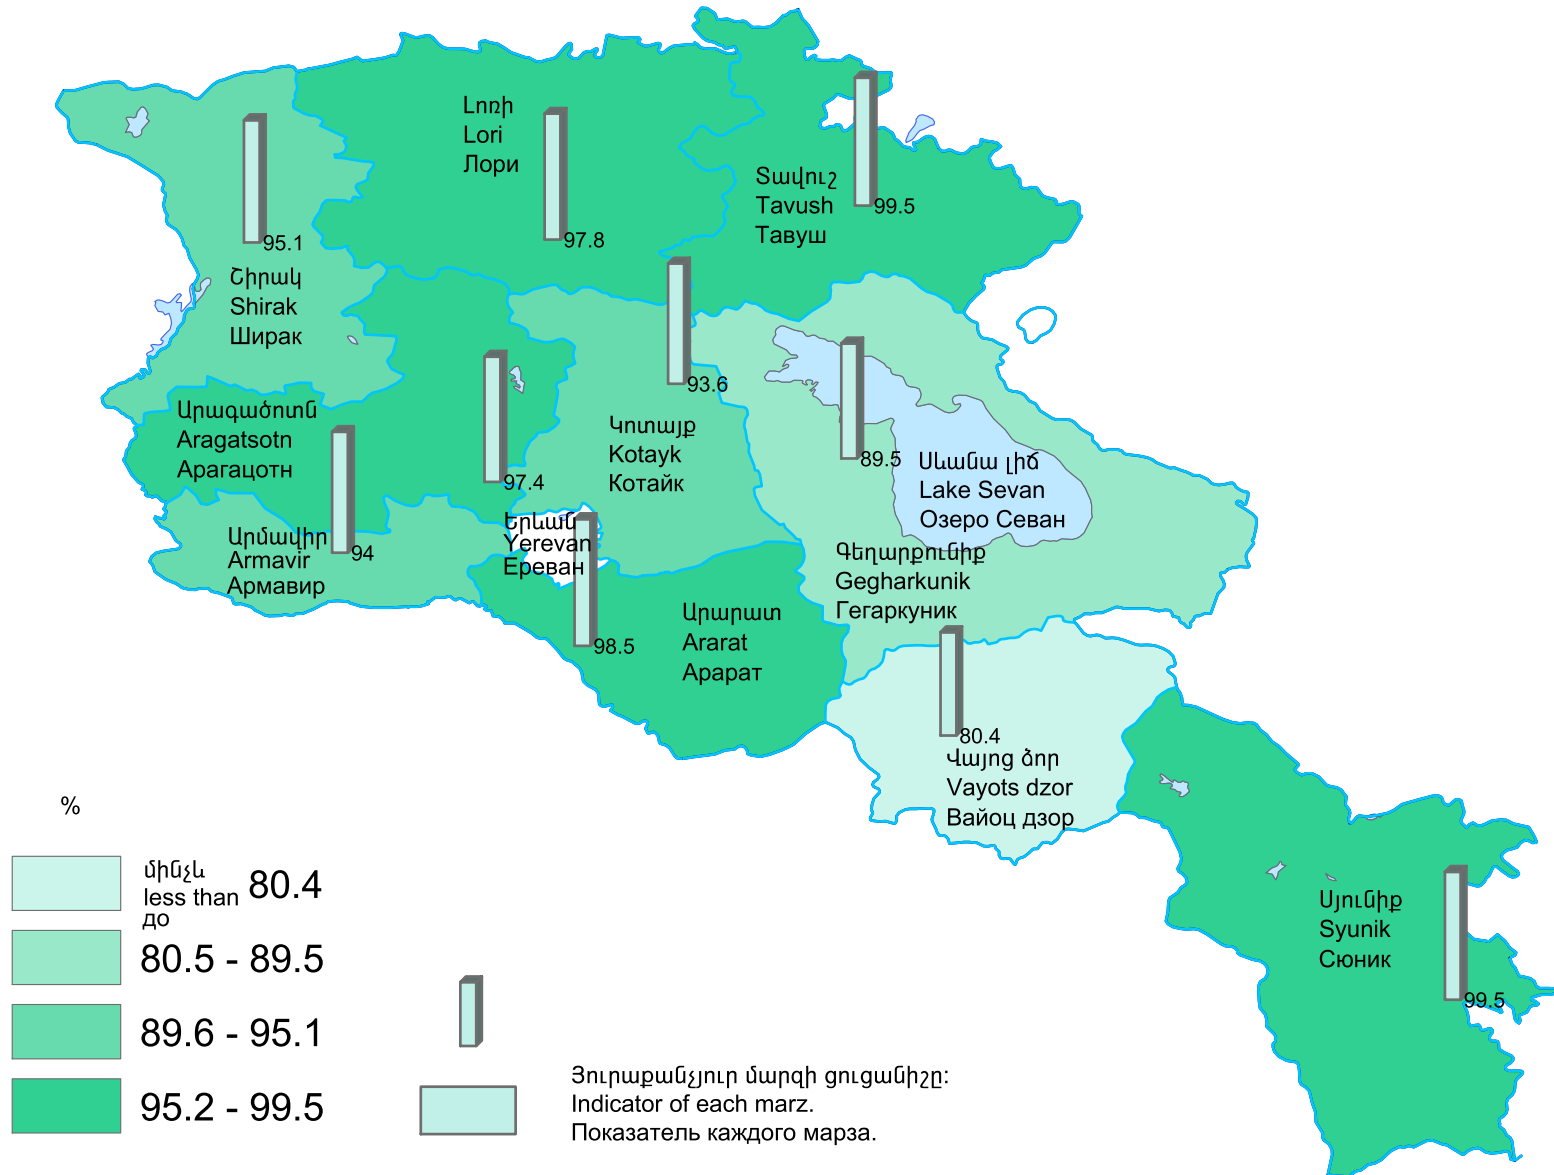 Լոռի
Lori
Лори
97.8
Տավուշ
Tavush
Тавуш
99.5
95.1
Շիրակ
Shirak
Ширак
93.6
Կոտայք
Kotayk
Котайк
Արագածոտն
Aragatsotn
Арагацотн
97.4
89.5
Սևանա լիճ
Lake Sevan
Озеро Севан
Արմավիր
Armavir
Армавир
94
Երևան
Yerevan
Ереван
98.5
Գեղարքունիք
Gegharkunik
Гегаркуник
Արարատ
Ararat
Арарат
80.4
Վայոց ձոր
Vayots dzor
Вайоц дзор
Սյունիք
Syunik
Сюник
99.5
%
մինչև
less than 80.4
до
80.5 - 89.5
89.6 - 95.1
95.2 - 99.5
Յուրաքանչյուր մարզի ցուցանիշը:
Indicator of each marz.
Показатель каждого марза.